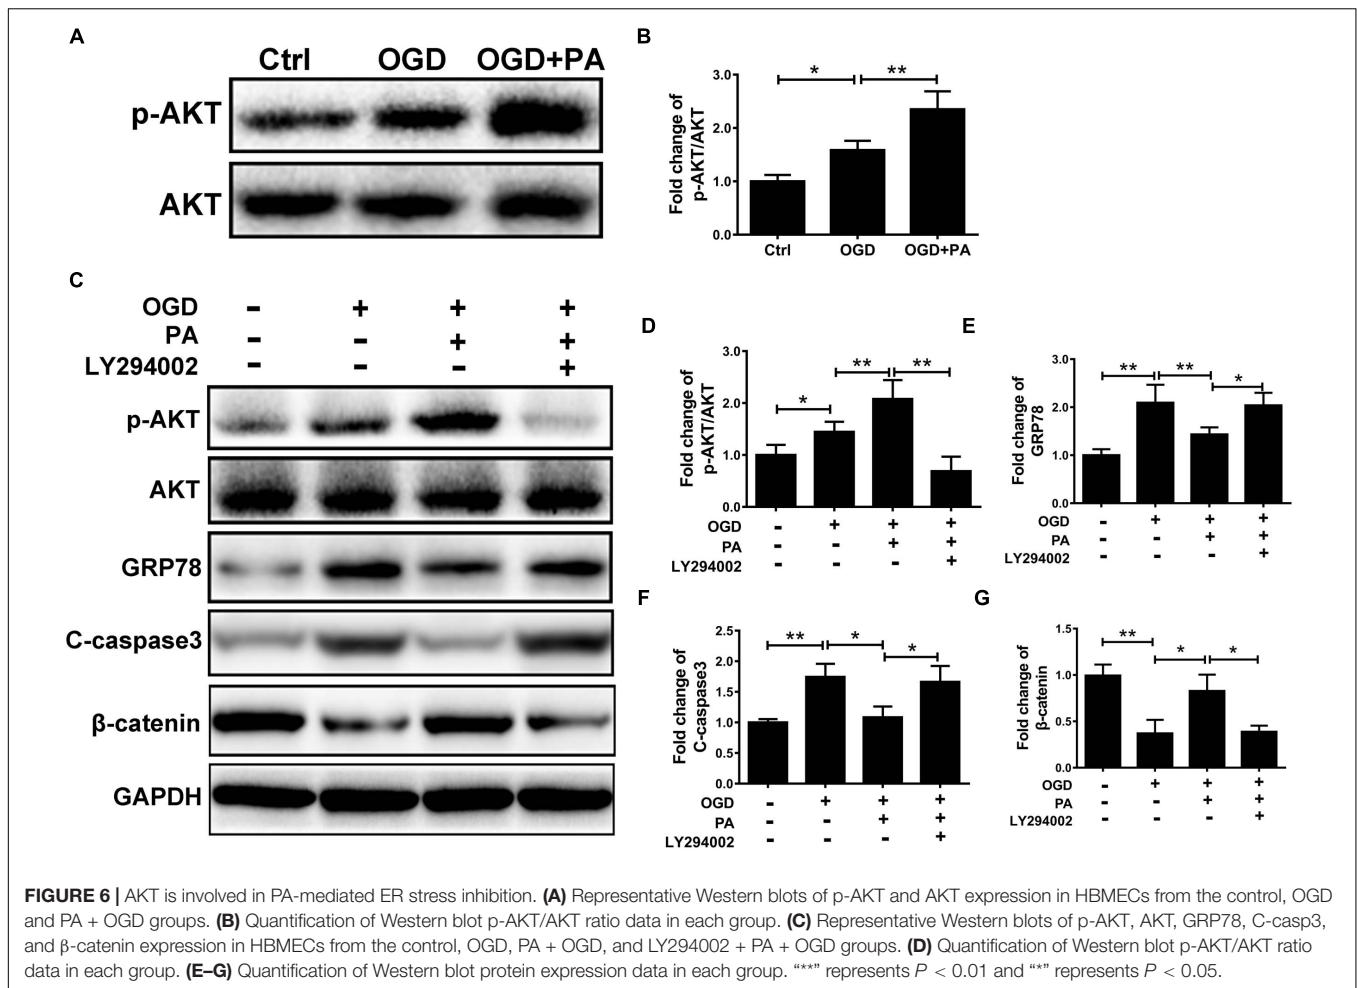 A
Ctrl OGD OGD+PA
p-AKT
AKT
B
Fold change of
p-AKT/AKT
3.0
2.0
1.0
0.0
* **
Ctrl OGD OGD+PA
C
OGD - + + +
PA - - + +
LY294002 - - - +
p-AKT
AKT
GRP78
C-caspase3
β-catenin
GAPDH
D
Fold change of
p-AKT/AKT
3.0
2.0
1.0
0.0
* ** **
OGD - + + +
PA - - + +
LY294002 - - - +
E
Fold change of
GRP78
3.0
2.0
1.0
0.0
** ** *
OGD - + + +
PA - - + +
LY294002 - - - +
F
Fold change of
C-caspase3
2.5
2.0
1.5
1.0
0.5
0.0
** * *
OGD - + + +
PA - - + +
LY294002 - - - +
G
Fold change of
β-catenin
1.5
1.0
0.5
0.0
** * *
OGD - + + +
PA - - + +
LY294002 - - - +
FIGURE 6 | AKT is involved in PA-mediated ER stress inhibition. (A) Representative Western blots of p-AKT and AKT expression in HBMECs from the control, OGD
and PA + OGD groups. (B) Quantification of Western blot p-AKT/AKT ratio data in each group. (C) Representative Western blots of p-AKT, AKT, GRP78, C-casp3,
and β-catenin expression in HBMECs from the control, OGD, PA + OGD, and LY294002 + PA + OGD groups. (D) Quantification of Western blot p-AKT/AKT ratio
data in each group. (E–G) Quantification of Western blot protein expression data in each group. “**” represents P < 0.01 and “*” represents P < 0.05.